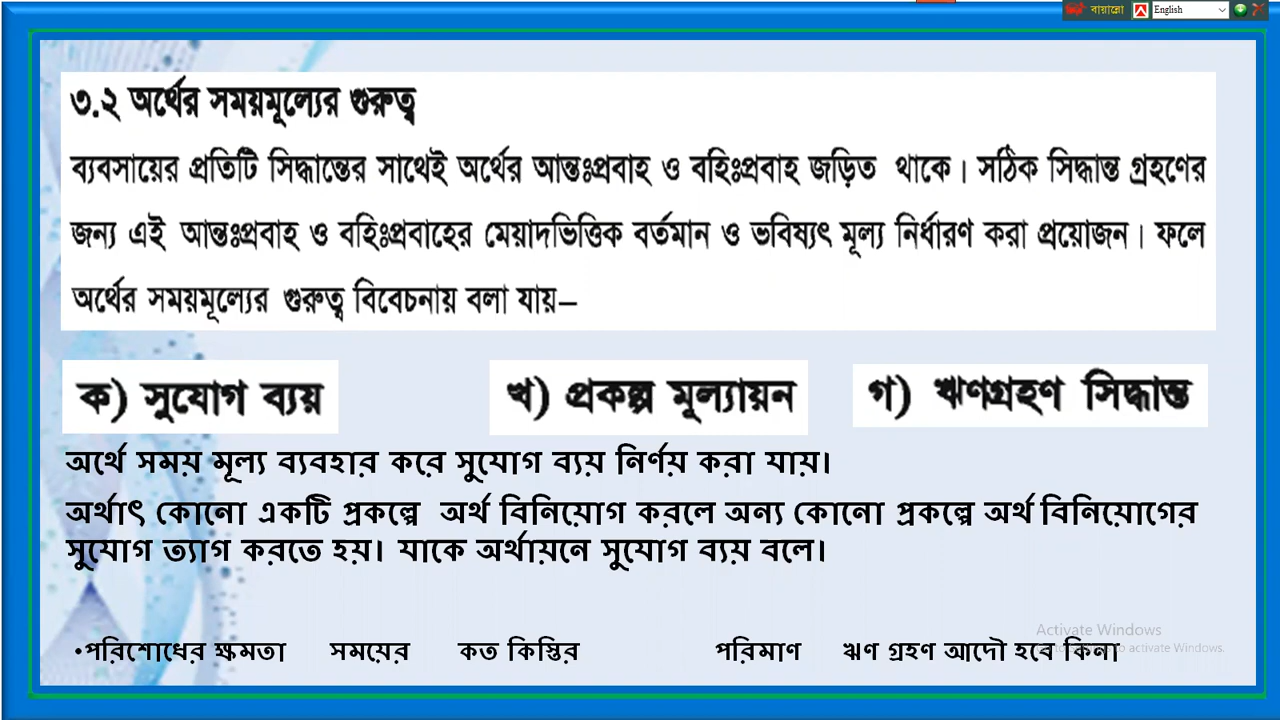 বায়ান্নো English
৩.২ অর্থের সময়মূল্যের গুরুত্ব
ব্যবসায়ের প্রতিটি সিদ্ধান্তের সাথেই অর্থের আন্তঃপ্রবাহ ও বহিঃপ্রবাহ জড়িত থাকে। সঠিক সিদ্ধান্ত গ্রহণের
জন্য এই আন্তঃপ্রবাহ ও বহিঃপ্রবাহের মেয়াদভিত্তিক বর্তমান ও ভবিষ্যৎ মূল্য নির্ধারণ করা প্রয়োজন। ফলে
অর্থের সময়মূল্যের গুরুত্ব বিবেচনায় বলা যায়–
ক) সুযোগ ব্যয় খ) প্রকল্প মূল্যায়ন গ) ঋণগ্রহণ সিদ্ধান্ত
অর্থে সময় মূল্য ব্যবহার করে সুযোগ ব্যয় নির্ণয় করা যায়।
অর্থাৎ কোনো একটি প্রকল্পে অর্থ বিনিয়োগ করলে অন্য কোনো প্রকল্পে অর্থ বিনিয়োগের
সুযোগ ত্যাগ করতে হয়। যাকে অর্থায়নে সুযোগ ব্যয় বলে।
Activate Windows
•পরিশোধের ক্ষমতা সময়ের কত কিস্তির পরিমাণ ঋণ গ্রহণ আদৌ হবে কিনা
to activate Windows.